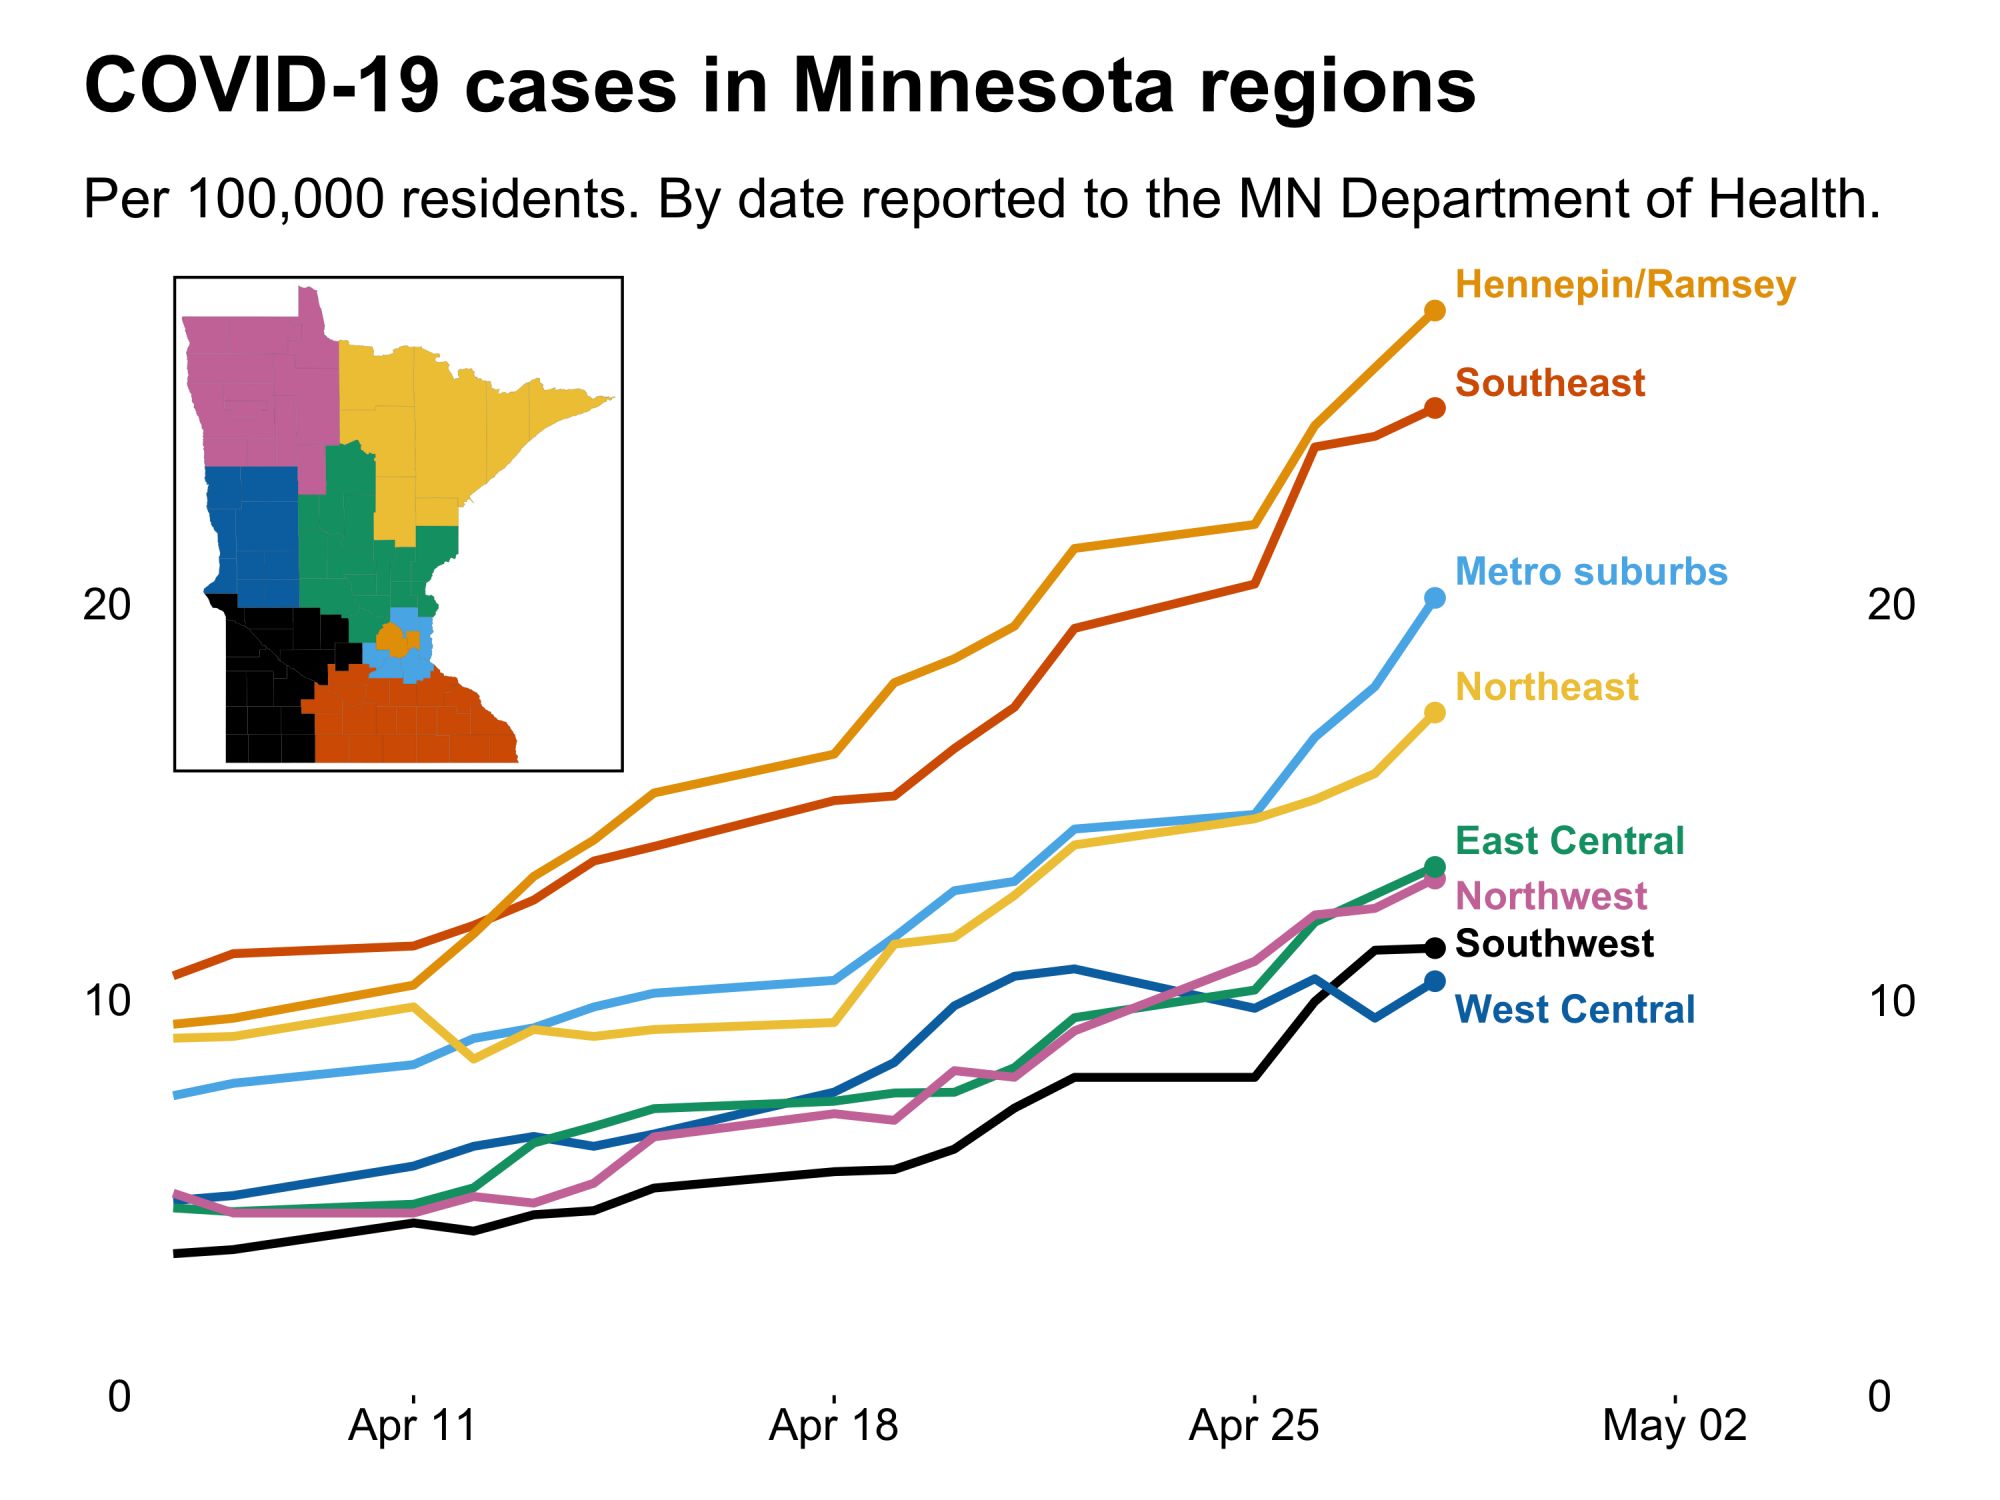 COVID-19 cases in Minnesota regions
Per 100,000 residents. By date reported to the MN Department of Health.
Hennepin/Ramsey
Southeast
Metro suburbs
20
20
Northeast
East Central
Northwest
Southwest
10
West Central
10
0
0
Apr 11
Apr 18
Apr 25
May 02